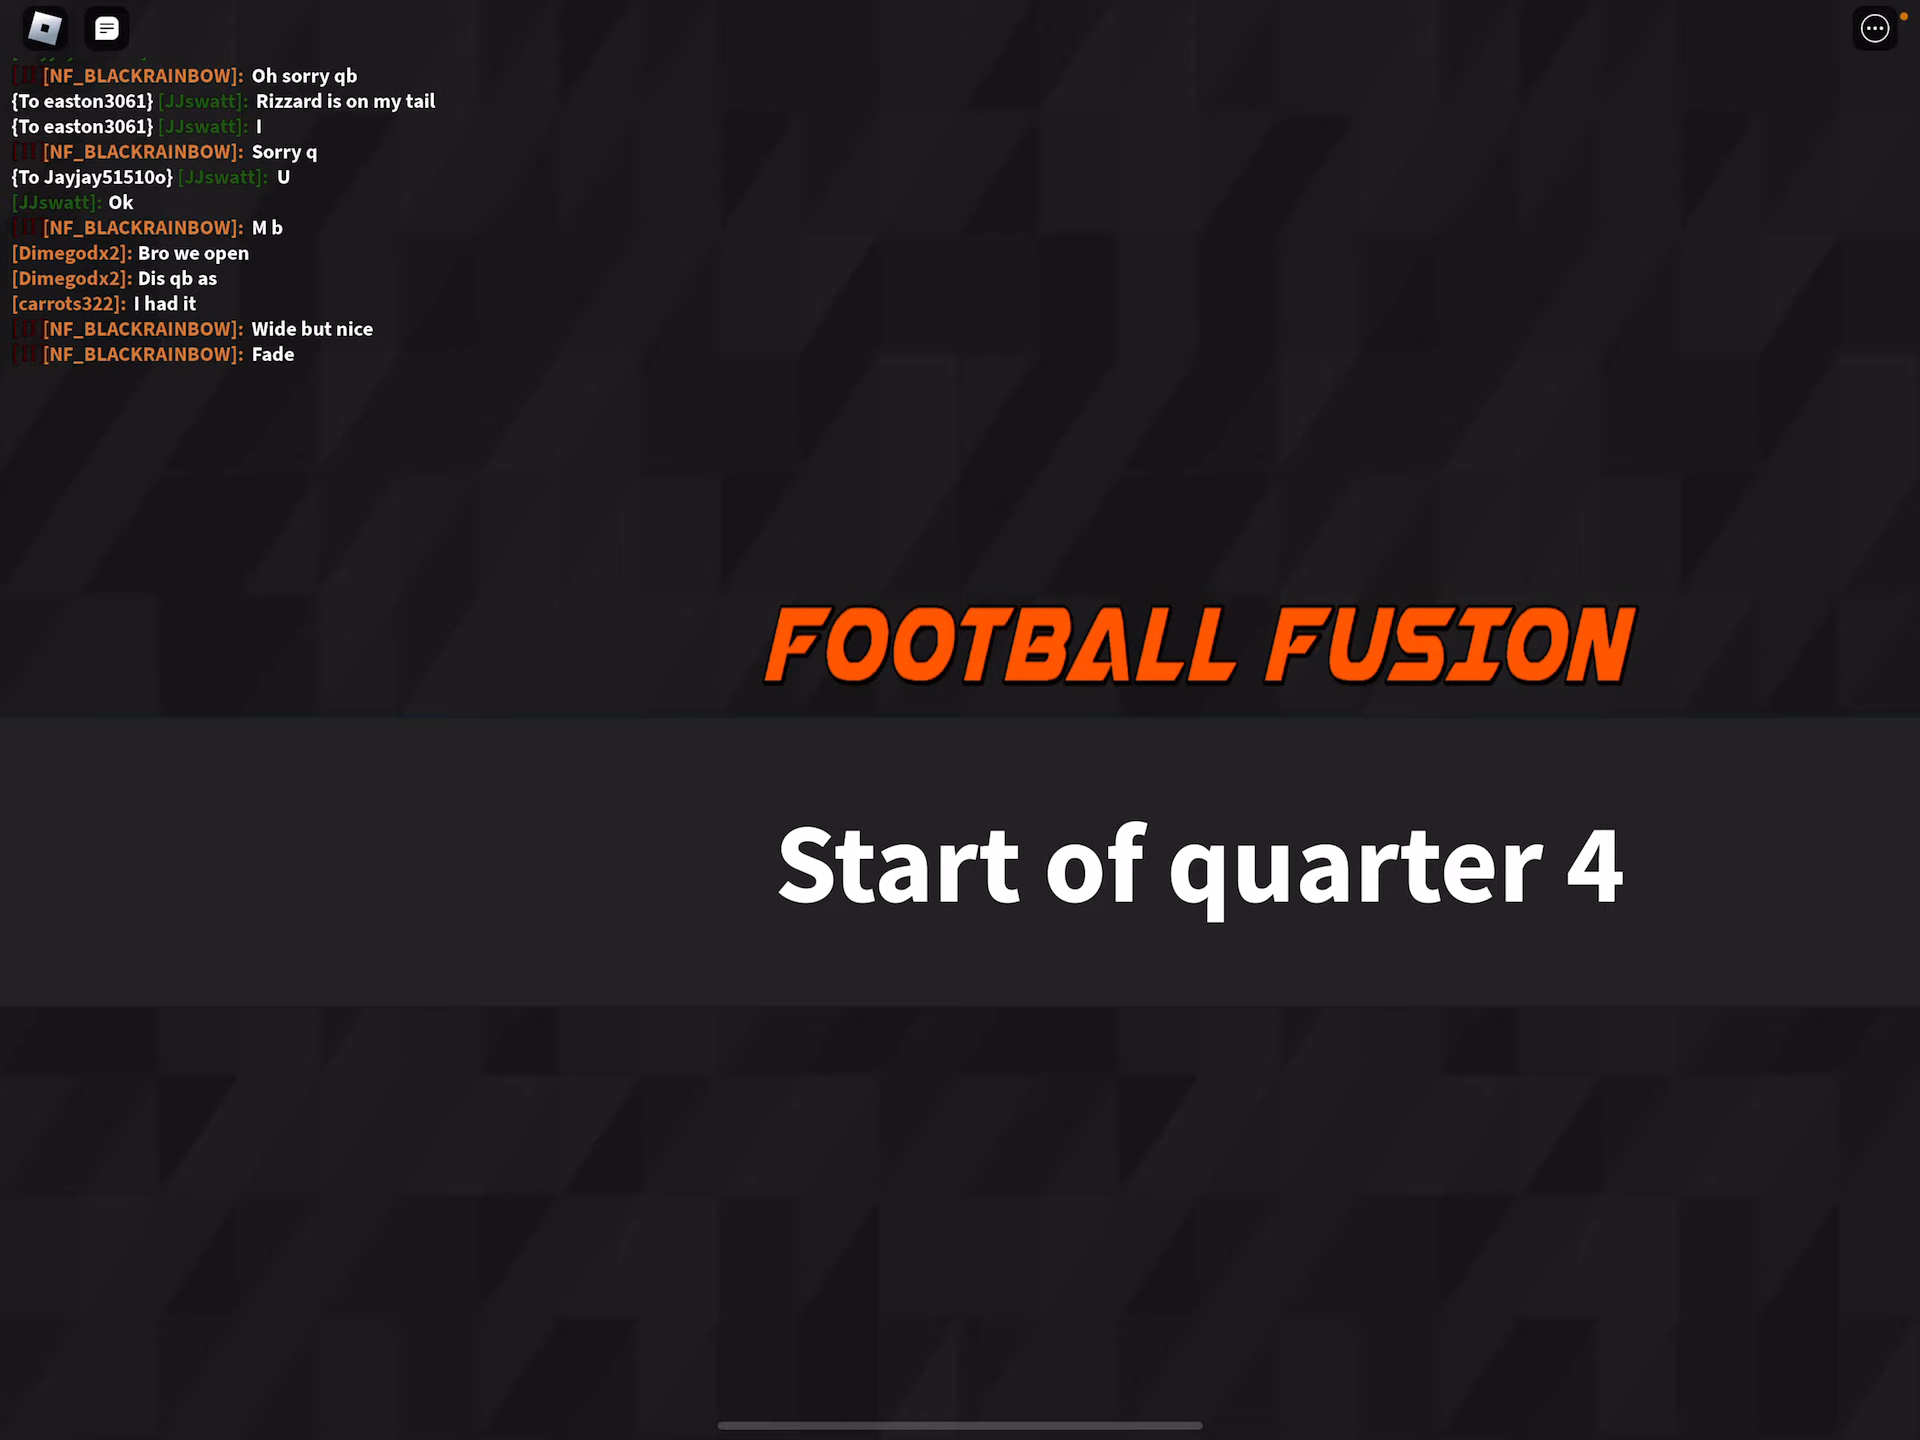 [NF_BLACKRAINBOW]: Oh sorry qb
{To easton3061} [JJswatt]: Rizzard is on my tail
{To easton3061} [JJswatt]: I
[NF_BLACKRAINBOW]: Sorry q
{To Jayjay51510o} [JJswatt]: U
[JJswatt]: Ok
[NF_BLACKRAINBOW]: M b
[Dimegodx2]: Bro we open
[Dimegodx2]: Dis qb as
[carrots322]: I had it
[NF_BLACKRAINBOW]: Wide but nice
[NF_BLACKRAINBOW]: Fade
FOOTBALL FUSION
Start of quarter 4